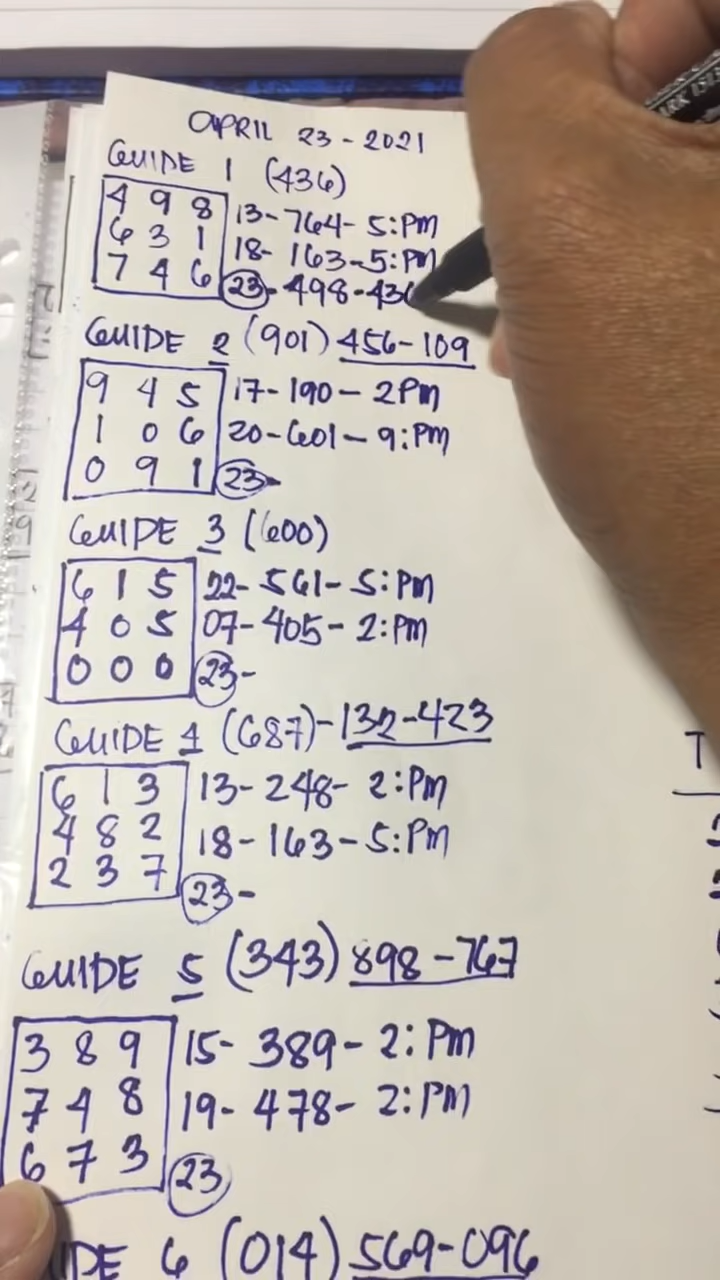 APRIL 23-2021
GUIDE 1 (436)
4 9 8
6 3 1
7 4 6
13-764-5:PM
18-163-5:PM
23-498-436
GUIDE 2 (901) 456-109
9 4 5
1 0 6
0 9 1
17-190-2PM
20-601-9:PM
23-
GUIDE 3 (600)
6 1 5
4 0 5
0 0 0
22-561-5:PM
07-405-2:PM
23-
GUIDE 4 (687)-132-423
6 1 3
4 8 2
2 3 7
13-248-2:PM
18-163-5:PM
23-
GUIDE 5 (343) 898-767
3 8 9
7 4 8
6 7 3
15-389-2:PM
19-478-2:PM
23
6 (014) 569-096
T